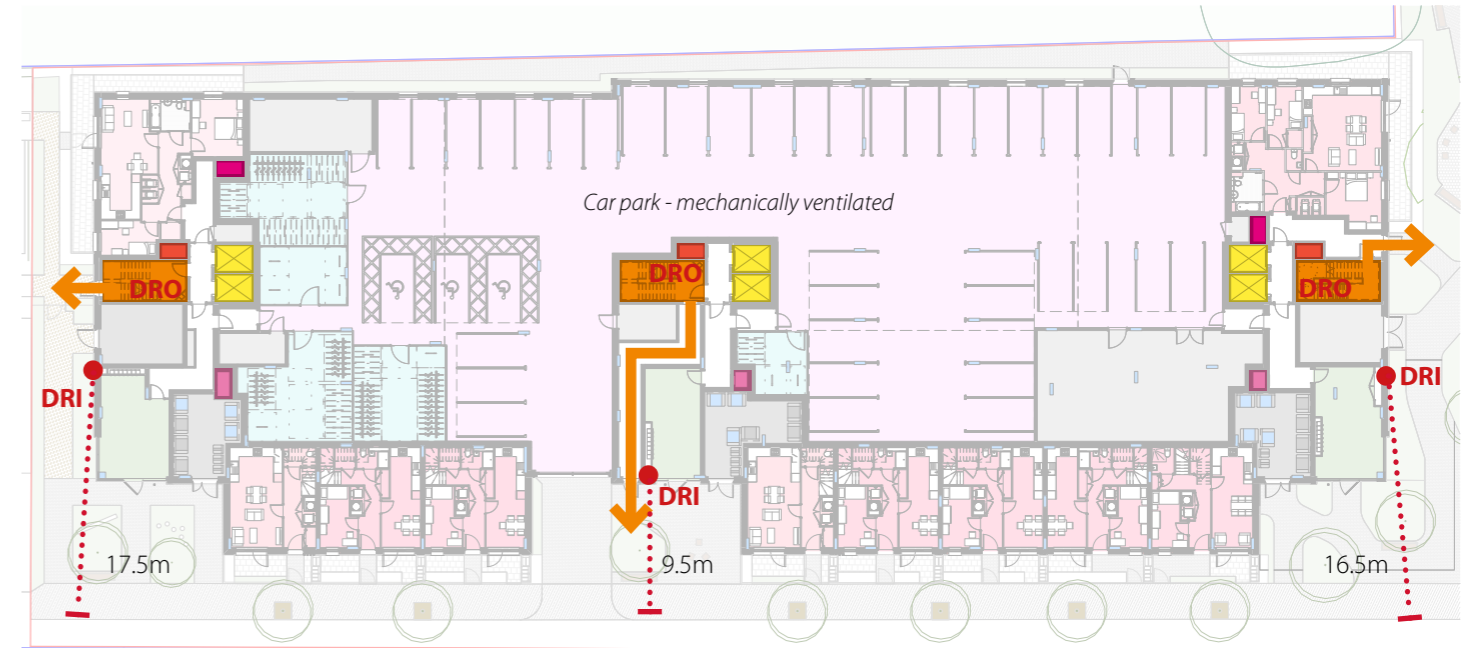 Car park - mechanically ventilated
DRO
DRO
DRO
DRI
DRI
DRI
17.5m
9.5m
16.5m